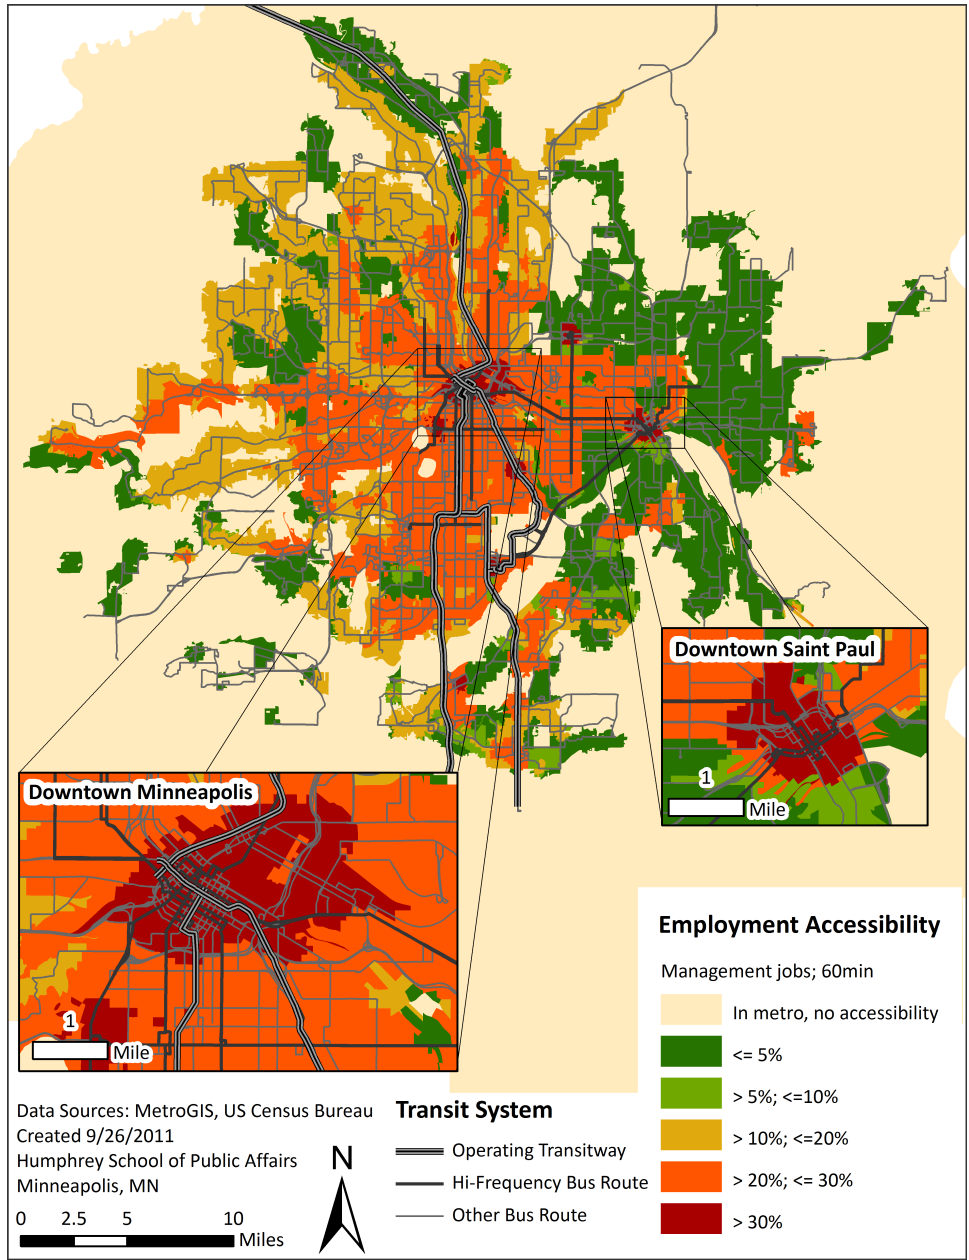 Downtown Saint Paul
1
Mile
Downtown Minneapolis
1
Mile
Employment Accessibility
Management jobs; 60min
In metro, no accessibility
<= 5%
> 5%; <=10%
> 10%; <=20%
> 20%; <= 30%
> 30%
Data Sources: MetroGIS, US Census Bureau
Created 9/26/2011
Humphrey School of Public Affairs
Minneapolis, MN
0 2.5 5 10
Miles
N
Transit System
Operating Transitway
Hi-Frequency Bus Route
Other Bus Route